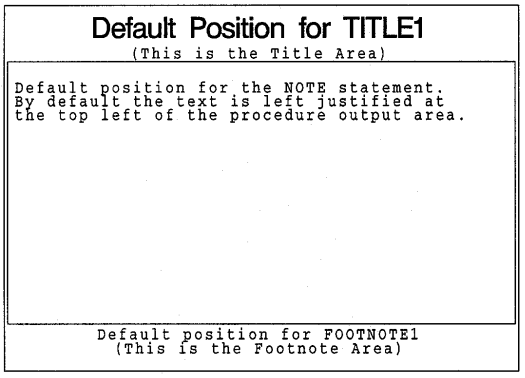 Default Position for TITLE1
(This is the Title Area)
Default position for the NOTE statement.
By default the text is left justified at
the top left of the procedure output area.
Default position for FOOTNOTE1
(This is the Footnote Area)